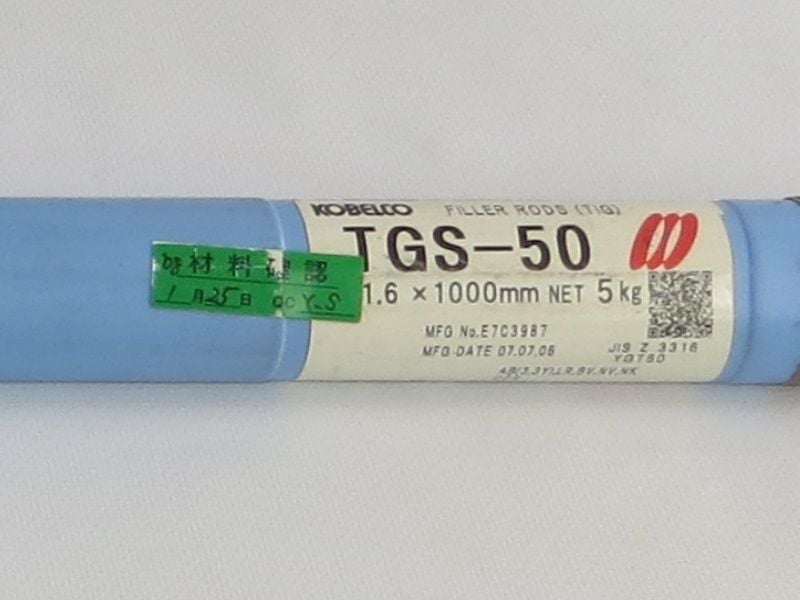 KOBELCO FILLER RODS (TIG)
TGS-50
1.6 × 1000mm NET 5kg
MFG No.E7C3987
MFG DATE 07.07.06
JIS Z 3316
YGT50
材料確認
1月25日 Y.S